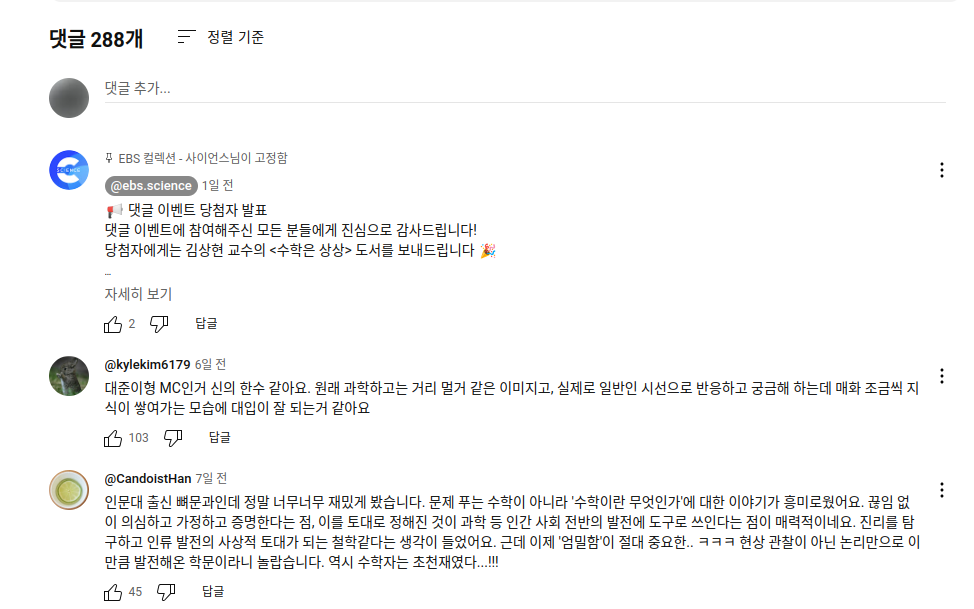 댓글 288개
정렬 기준
댓글 추가...
SCIENCE
EBS 컬렉션 - 사이언스님이 고정함
@ebs.science 1일 전
📢 댓글 이벤트 당첨자 발표
댓글 이벤트에 참여해주신 모든 분들에게 진심으로 감사드립니다!
당첨자에게는 김상현 교수의 <수학은 상상> 도서를 보내드립니다 🎉
...
자세히 보기
2 답글
@kylekim6179 6일 전
대준이형 MC인거 신의 한수 같아요. 원래 과학하고는 거리 멀거 같은 이미지고, 실제로 일반인 시선으로 반응하고 궁금해 하는데 매화 조금씩 지
식이 쌓여가는 모습에 대입이 잘 되는거 같아요
103 답글
@CandoistHan 7일 전
인문대 출신 뼈문과인데 정말 너무너무 재밌게 봤습니다. 문제 푸는 수학이 아니라 '수학이란 무엇인가'에 대한 이야기가 흥미로웠어요. 끊임 없
이 의심하고 가정하고 증명한다는 점, 이를 토대로 정해진 것이 과학 등 인간 사회 전반의 발전에 도구로 쓰인다는 점이 매력적이네요. 진리를 탐
구하고 인류 발전의 사상적 토대가 되는 철학같다는 생각이 들었어요. 근데 이제 '엄밀함'이 절대 중요한.. ㅋㅋㅋ 현상 관찰이 아닌 논리만으로 이
만큼 발전해온 학문이라니 놀랍습니다. 역시 수학자는 초천재였다...!!!
45 답글